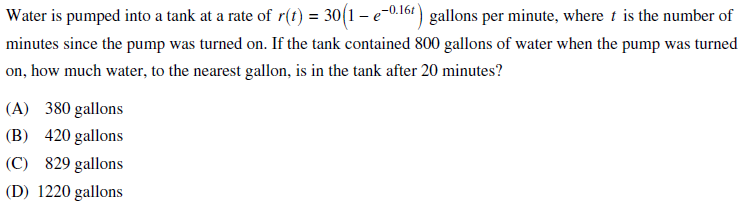 Water is pumped into a tank at a rate of r(t) = 30(1 − e^−0.16t) gallons per minute, where t is the number of
minutes since the pump was turned on. If the tank contained 800 gallons of water when the pump was turned
on, how much water, to the nearest gallon, is in the tank after 20 minutes?
(A) 380 gallons
(B) 420 gallons
(C) 829 gallons
(D) 1220 gallons